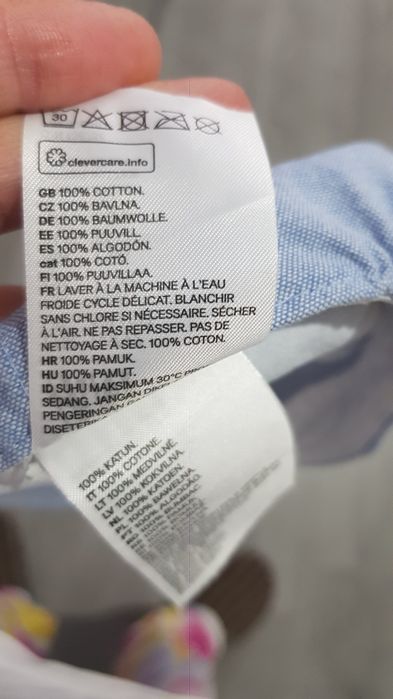 30
clevercare.info
GB 100% COTTON.
CZ 100% BAVLNA.
DE 100% BAUMWOLLE.
EE 100% PUUVILL.
ES 100% ALGODÓN.
cat 100% COTÓ.
FI 100% PUUVILLAA.
FR LAVER À LA MACHINE À L'EAU
FROIDE CYCLE DÉLICAT. BLANCHIR
SANS CHLORE SI NÉCESSAIRE. SÉCHER
À L'AIR. NE PAS REPASSER. PAS DE
NETTOYAGE À SEC. 100% COTON.
HR 100% PAMUK.
HU 100% PAMUT.
ID SUHU MAKSIMUM 30°C
SEDANG. JANGAN
PENGERINGAN
100% KATUN.
IT 100% COTONE.
LT 100% MEDVILNĖ.
LV 100% KOKVILNA.
NL 100% KATOEN.
PL 100% BAWEŁNA.
PT 100% ALGODÃO.